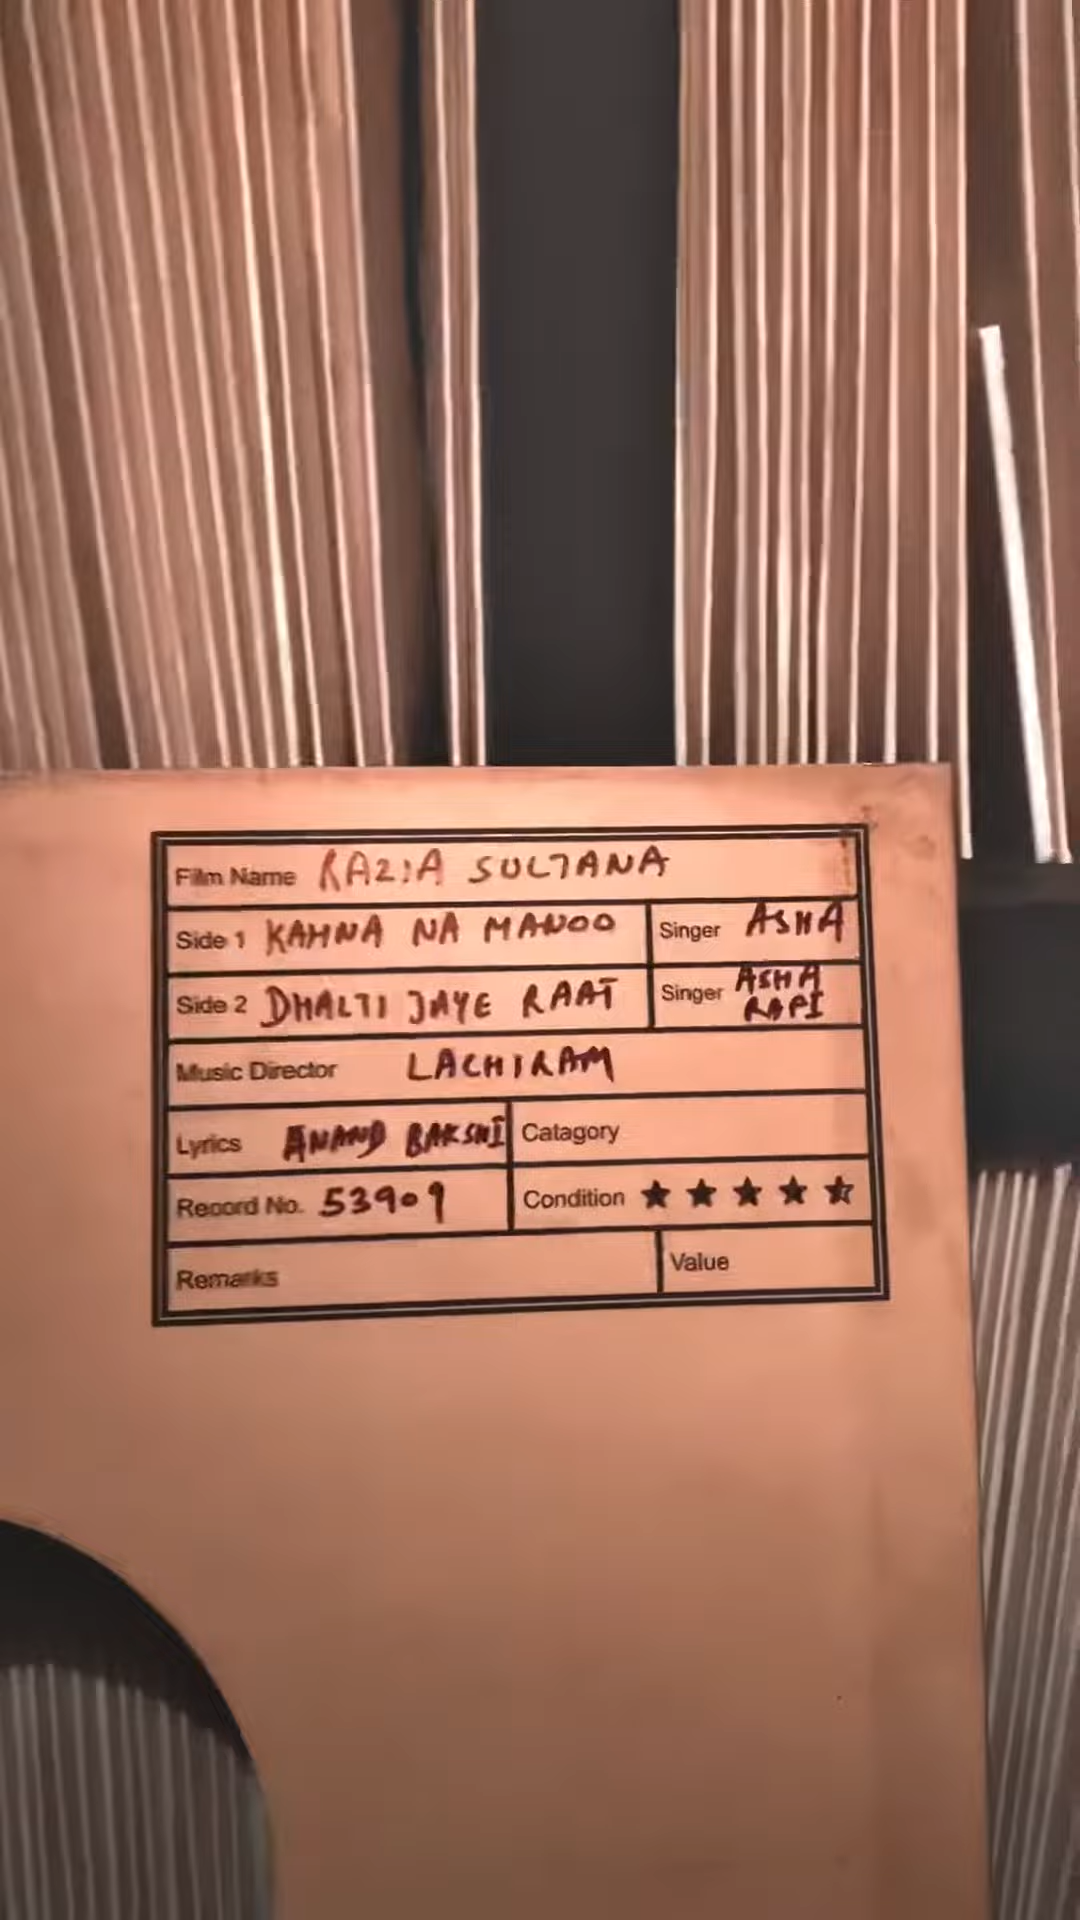 Film Name RAZIA SULTANA
Side 1 KAHNA NA MANOO Singer ASHA
Side 2 DHALTI JAYE RAAT Singer ASHA
RAFI
Music Director LACHIRAM
Lyrics ANAND BAKSHI Catagory
Record No. 53909 Condition ★ ★ ★ ★ ★
Remarks Value